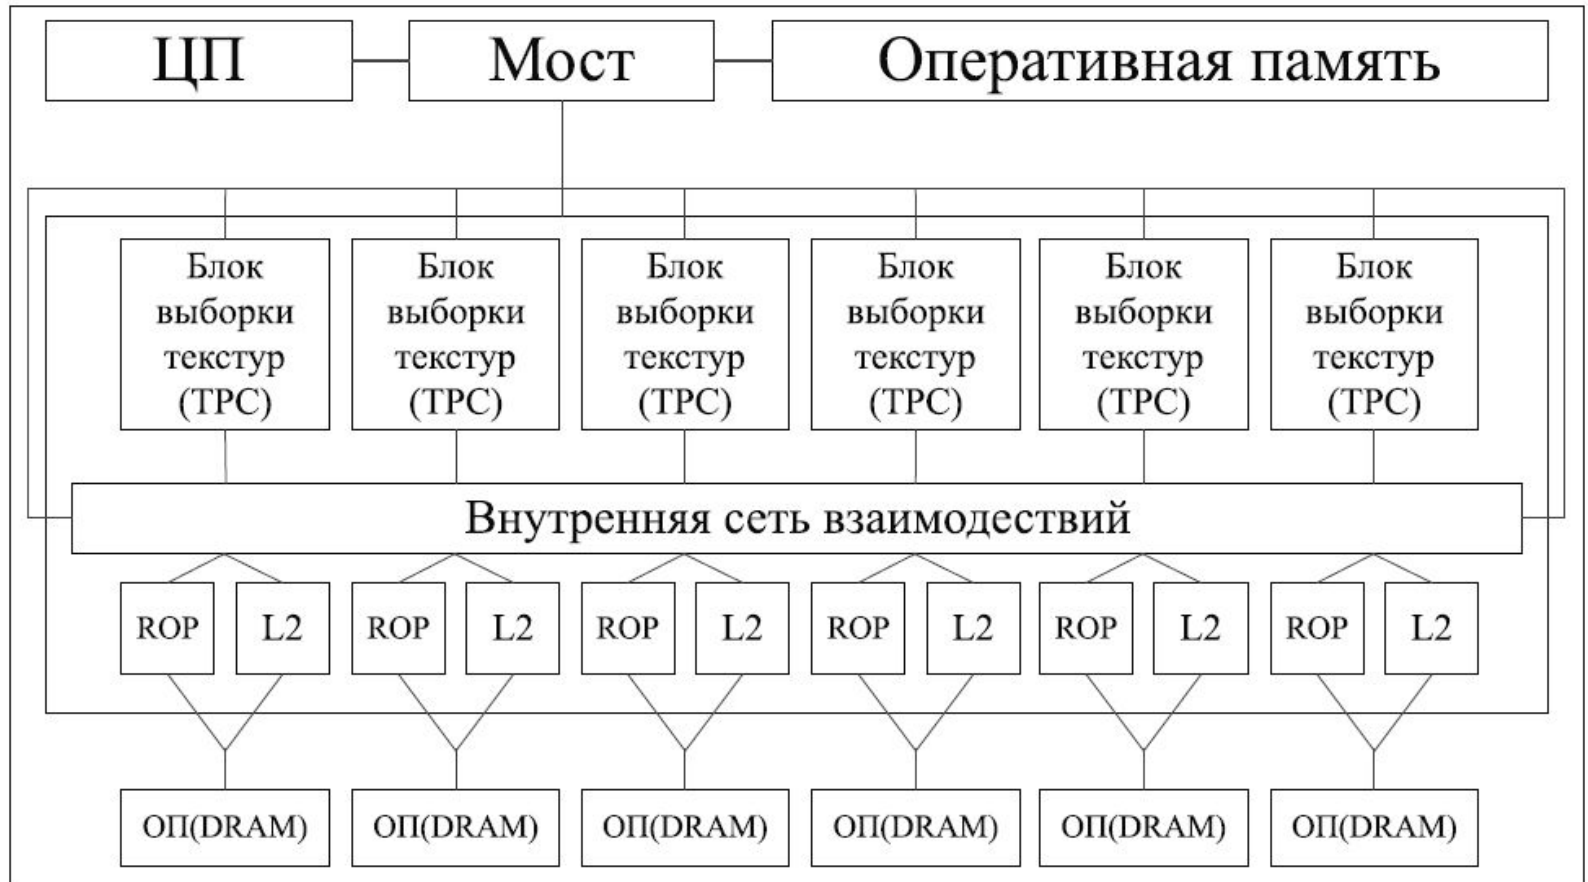 ЦП
Мост
Оперативная память
Блок
выборки
текстур
(TPC)
Блок
выборки
текстур
(TPC)
Блок
выборки
текстур
(TPC)
Блок
выборки
текстур
(TPC)
Блок
выборки
текстур
(TPC)
Блок
выборки
текстур
(TPC)
Внутренняя сеть взаимодествий
ROP
L2
ROP
L2
ROP
L2
ROP
L2
ROP
L2
ROP
L2
ОП(DRAM)
ОП(DRAM)
ОП(DRAM)
ОП(DRAM)
ОП(DRAM)
ОП(DRAM)